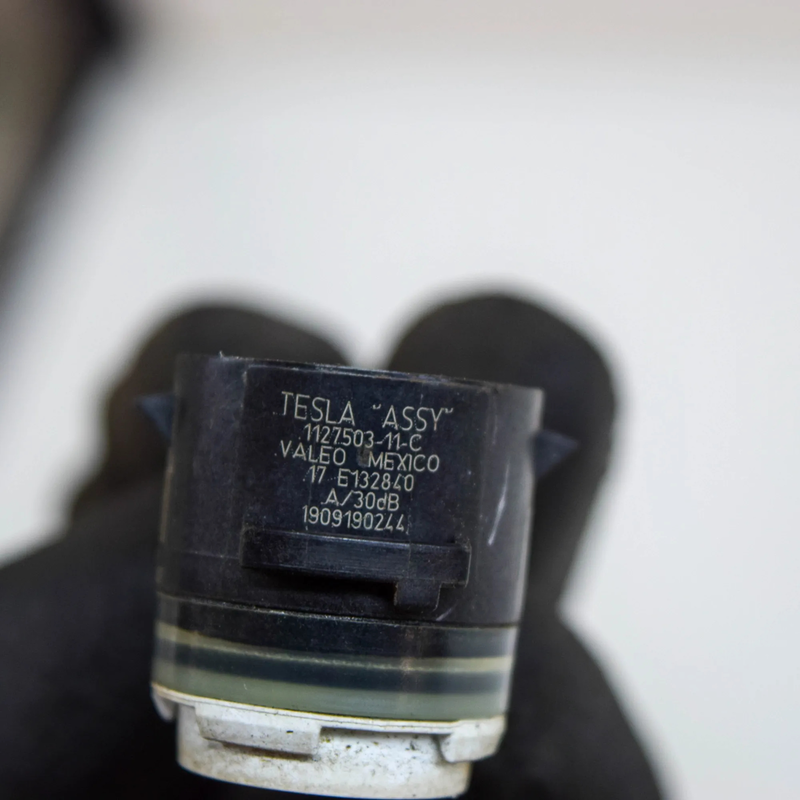 TESLA "ASSY"
1127503-11-C
VALEO MEXICO
17 E132840
A/30dB
1909190244